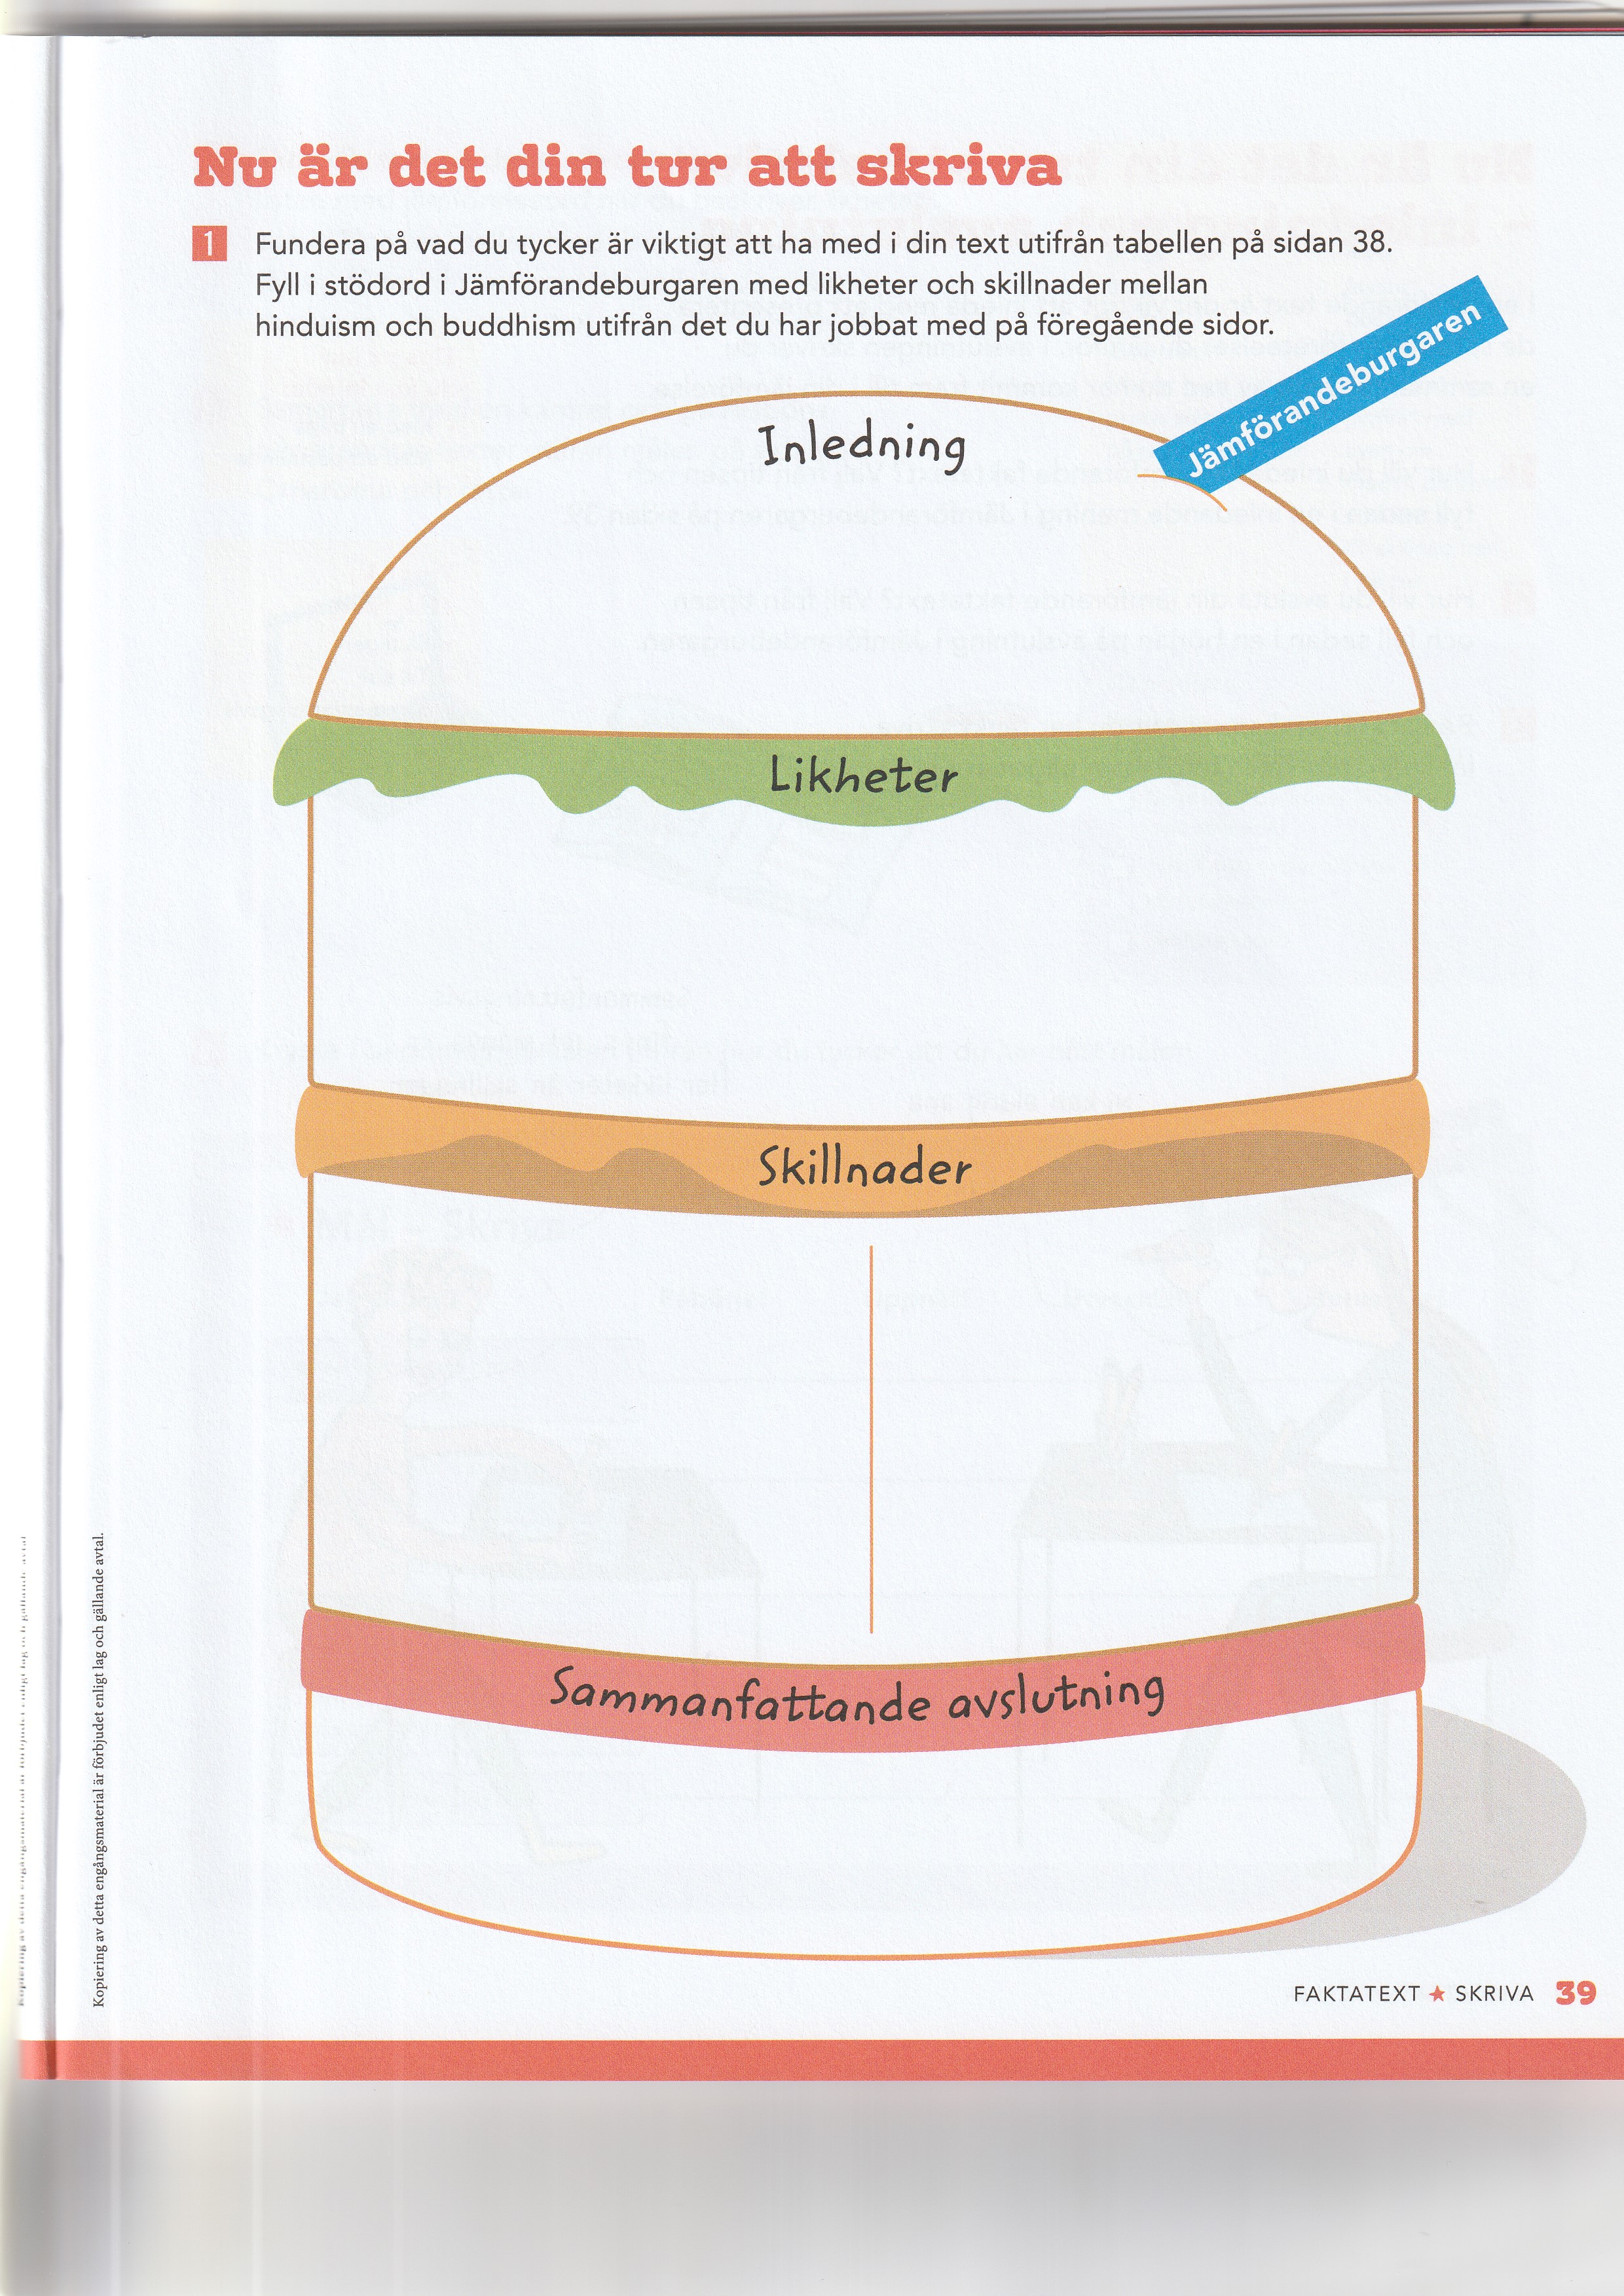 Nu är det din tur att skriva
1 Fundera på vad du tycker är viktigt att ha med i din text utifrån tabellen på sidan 38.
Fyll i stödord i Jämförandeburgaren med likheter och skillnader mellan
hinduism och buddhism utifrån det du har jobbat med på föregående sidor.
Jämförandeburgaren
Inledning
Likheter
Skillnader
Sammanfattande avslutning
Kopiering av detta engångsmaterial är förbjudet enligt lag och gällande avtal.
FAKTATEXT ★ SKRIVA 39